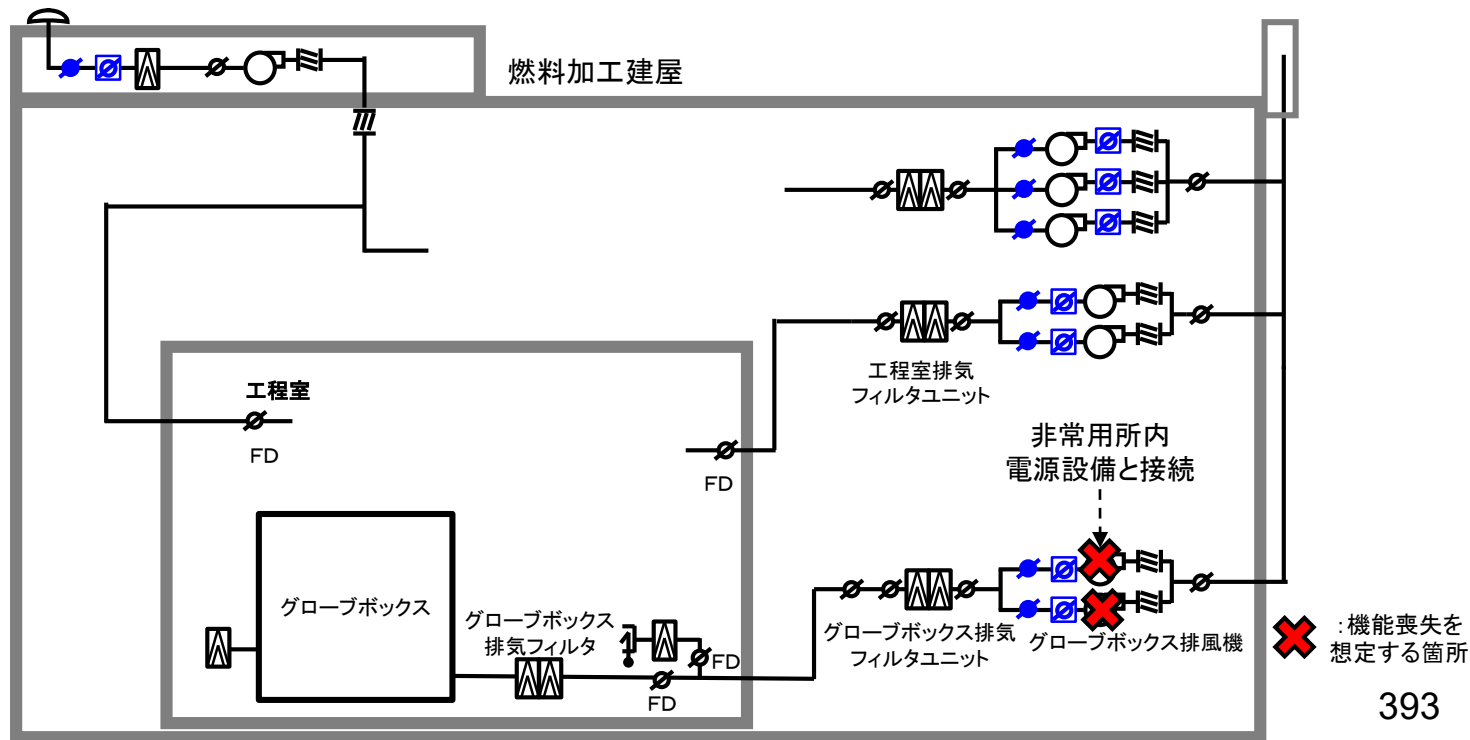 燃料加工建屋
工程室排気
フィルタユニット
工程室
FD
FD
非常用所内
電源設備と接続
グローブボックス
グローブボックス
排気フィルタ
FD
FD
グローブボックス排気
フィルタユニット
グローブボックス排風機
:機能喪失を
想定する箇所
393